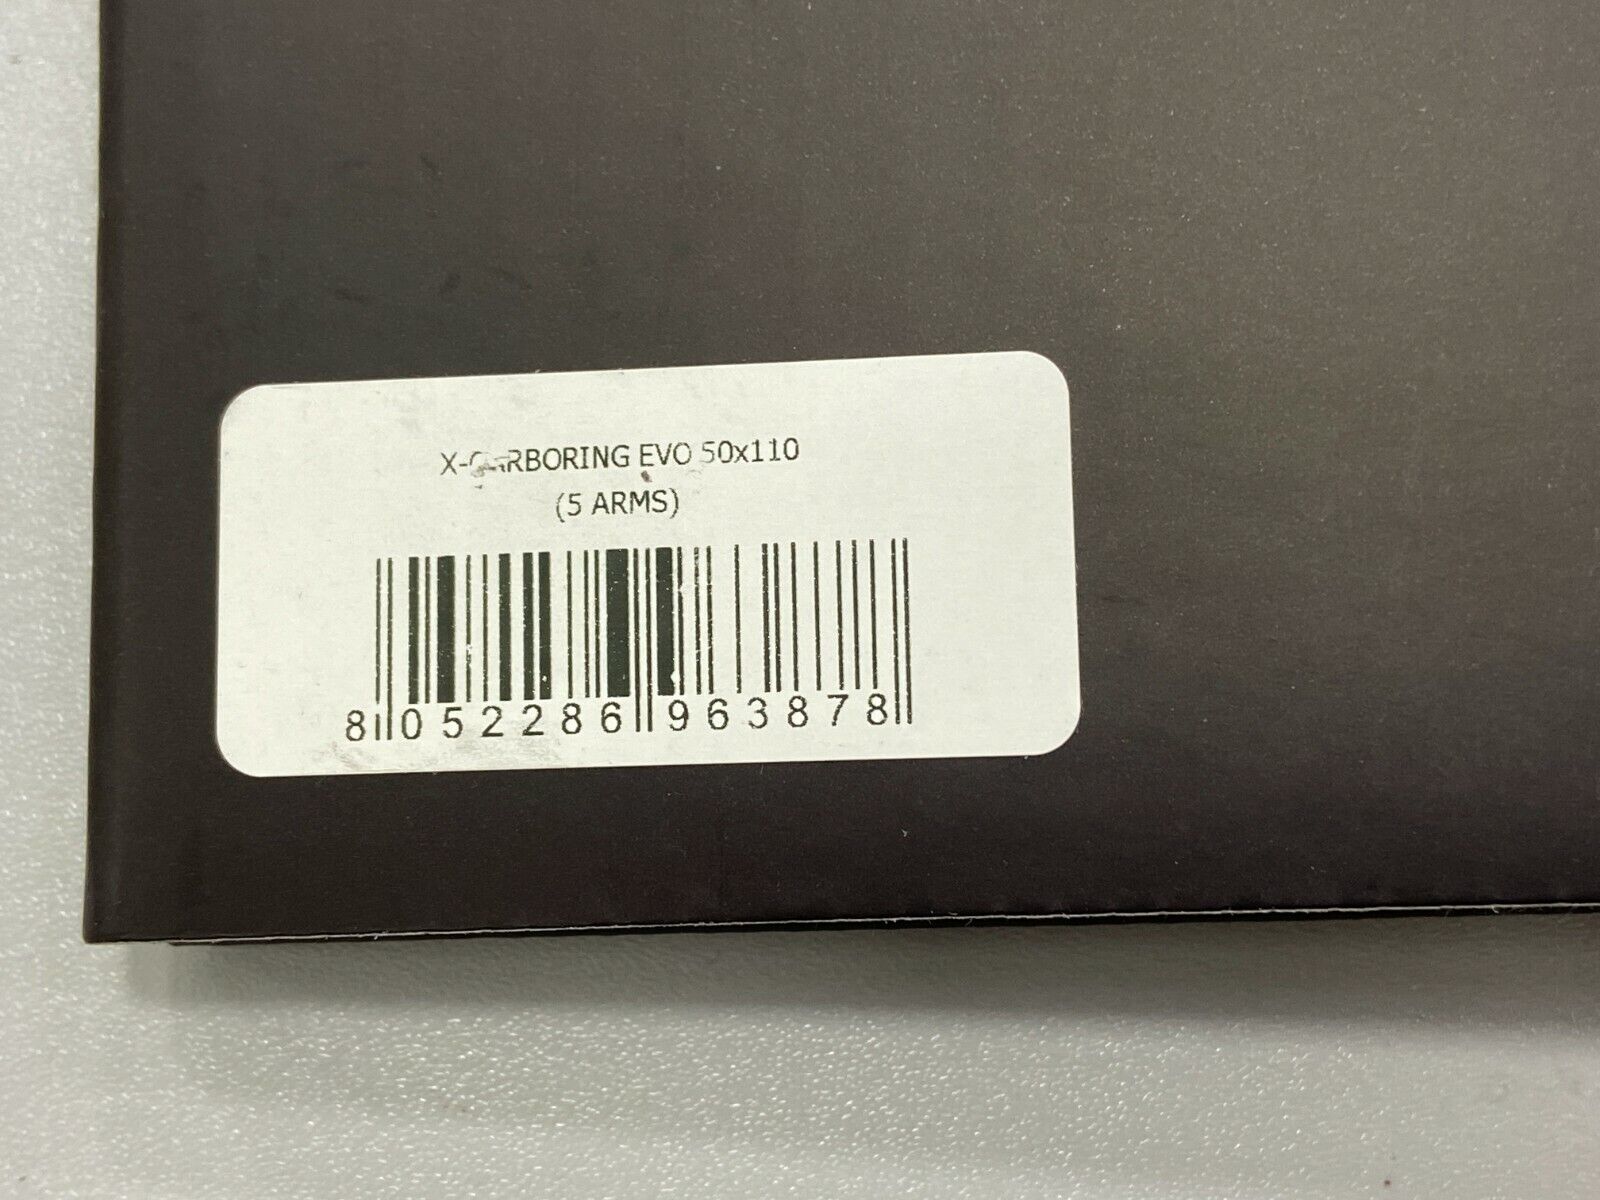 X-CARBORING EVO 50x110
(5 ARMS)
8 052286 963878